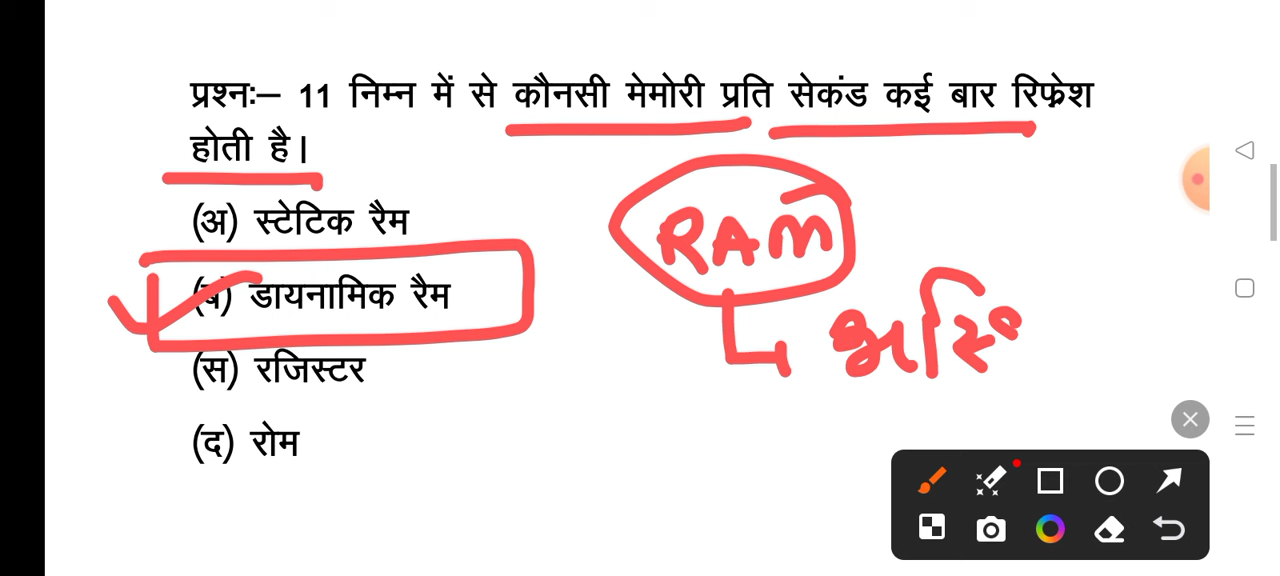 प्रश्नः– 11 निम्न में से कौनसी मेमोरी प्रति सेकंड कई बार रिफ्रेश
होती है।
(अ) स्टेटिक रैम
(ब) डायनामिक रैम
(स) रजिस्टर
(द) रोम
RAM